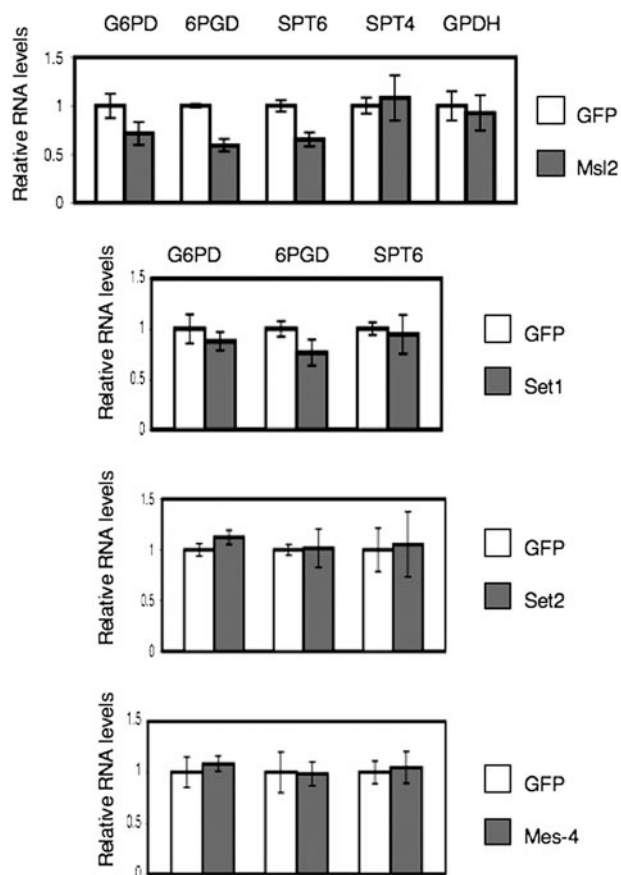 G6PD 6PGD SPT6 SPT4 GPDH
Relative RNA levels
1.5
1
0.5
0
GFP
Msl2
G6PD 6PGD SPT6
Relative RNA levels
1.5
1
0.5
0
GFP
Set1
Relative RNA levels
1.5
1
0.5
0
GFP
Set2
Relative RNA levels
1.5
1
0.5
0
GFP
Mes-4